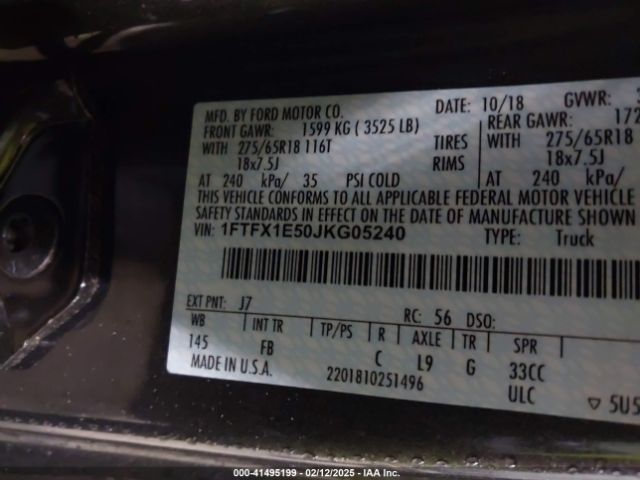 MFD. BY FORD MOTOR CO.
DATE: 10/18 GVWR:
FRONT GAWR: 1599 KG ( 3525 LB)
REAR GAWR: 172
WITH 275/65R18 116T TIRES 275/65R18
18x7.5J RIMS 18x7.5J
AT 240 kPa/ 35 PSI COLD AT 240 kPa/
THIS VEHICLE CONFORMS TO ALL APPLICABLE FEDERAL MOTOR VEHICLE
SAFETY STANDARDS IN EFFECT ON THE DATE OF MANUFACTURE SHOWN
VIN: 1FTFX1E50JKG05240 TYPE: Truck
EXT PNT: J7 RC: 56 DSO:
WB INT TR TP/PS R AXLE TR SPR
145 FB C L9 G 33CC
MADE IN U.S.A. 2201810251496 ULC
▽ 5U5
000-41495199 - 02/12/2025 - IAA Inc.